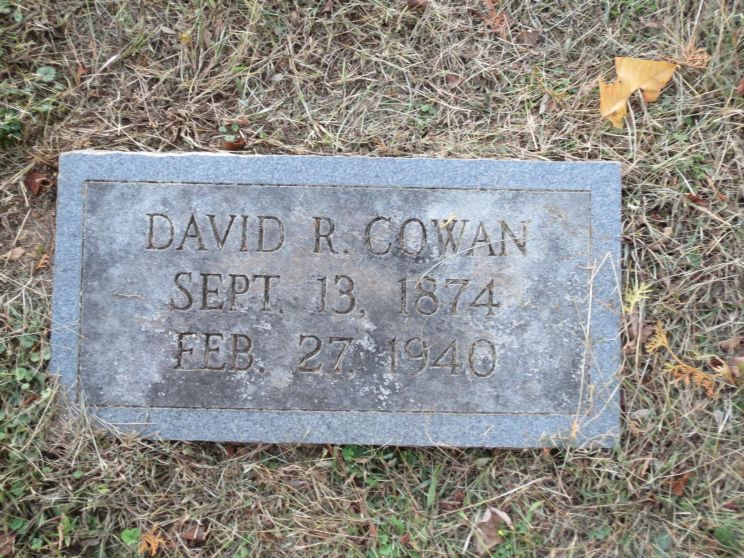 DAVID R. COWAN
SEPT. 13, 1874
FEB. 27, 1940